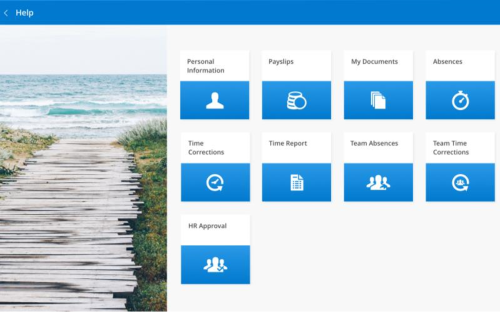 Help
Personal
Information
Payslips
My Documents
Absences
Time
Corrections
Time Report
Team Absences
Team Time
Corrections
HR Approval